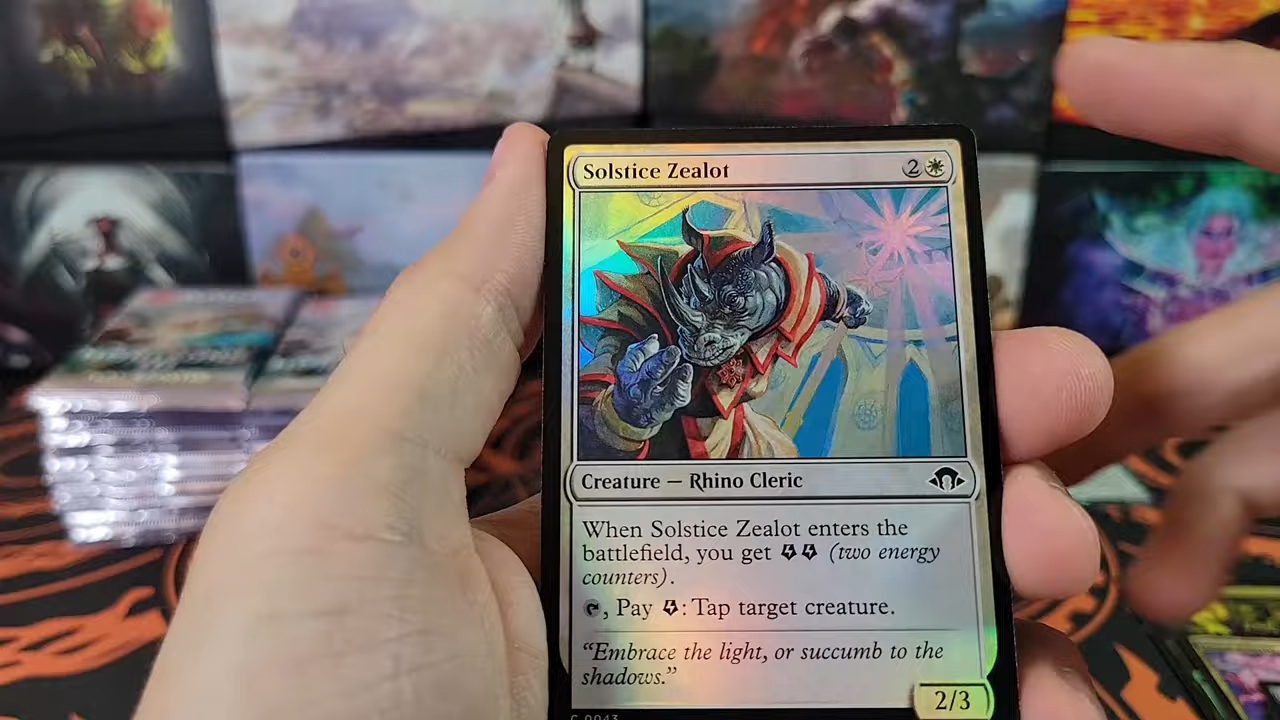 Solstice Zealot 2
Creature — Rhino Cleric
When Solstice Zealot enters the
battlefield, you get (two energy
counters).
, Pay : Tap target creature.
“Embrace the light, or succumb to the
shadows.”
2/3
C 0043